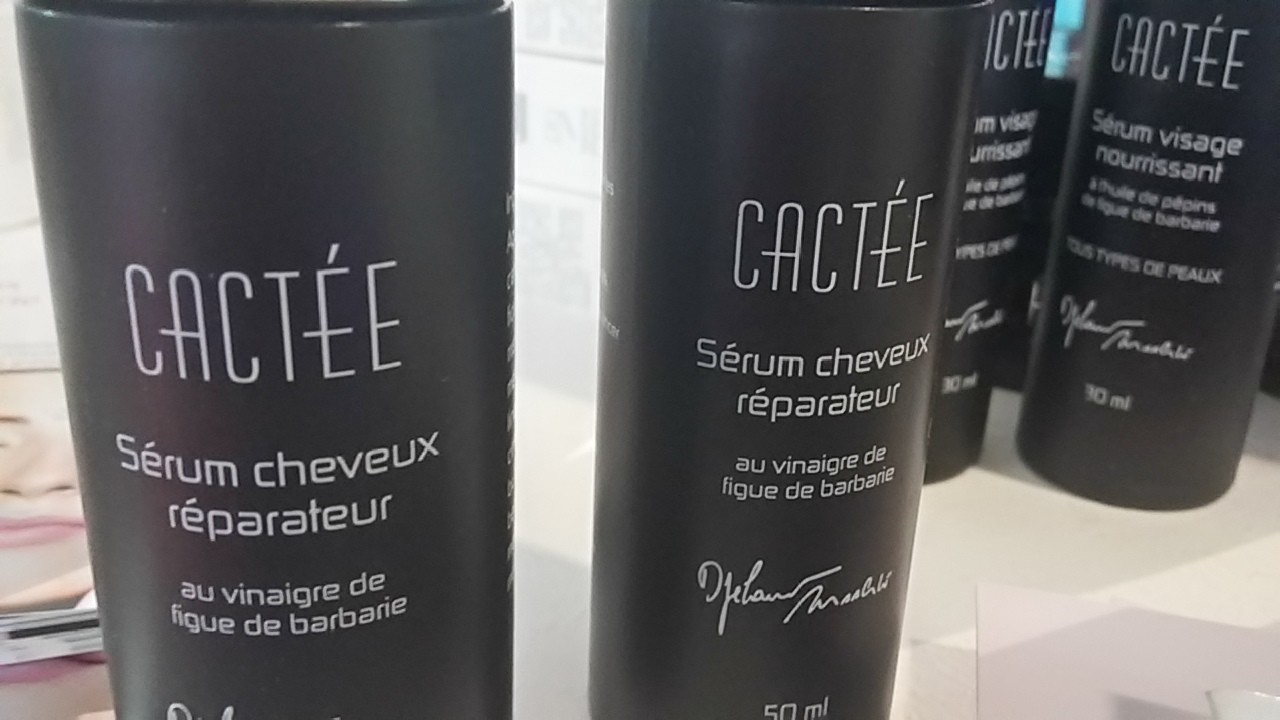 CACTÉE
Sérum cheveux
réparateur
au vinaigre de
figue de barbarie
CACTÉE
Sérum cheveux
réparateur
au vinaigre de
figue de barbarie
50 ml
30 ml
CACTÉE
Sérum visage
nourrissant
à l'huile de pépins
de figue de barbarie
TOUS TYPES DE PEAUX
30 ml